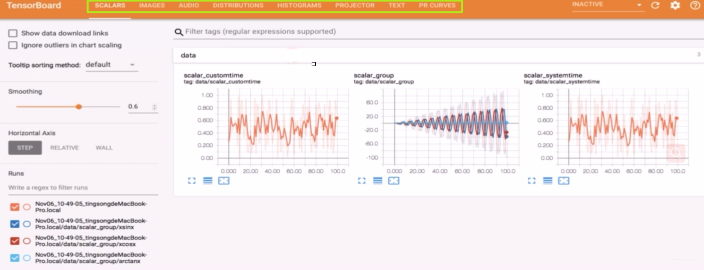 TensorBoard SCALARS IMAGES AUDIO DISTRIBUTIONS HISTOGRAMS PROJECTOR TEXT PR CURVES INACTIVE
Show data download links
Ignore outliers in chart scaling
Tooltip sorting method: default
Smoothing
0.6
Horizontal Axis
STEP RELATIVE WALL
Runs
Write a regex to filter runs
Nov06_10-49-05_tingsongdeMacBook-
Pro.local
Nov06_10-49-05_tingsongdeMacBook-
Pro.local/data/scalar_group/xsinx
Nov06_10-49-05_tingsongdeMacBook-
Pro.local/data/scalar_group/xcosx
Nov06_10-49-05_tingsongdeMacBook-
Pro.local/data/scalar_group/arctanx
Filter tags (regular expressions supported)
data 3
scalar_customtime
tag: data/scalar_customtime
1.00
0.800
0.600
0.400
0.200
0.00
0.000 20.00 40.00 60.00 80.00 100.0
scalar_group
tag: data/scalar_group
60.0
20.0
-20.0
-60.0
-100
0.000 20.00 40.00 60.00 80.00 100.0
scalar_systemtime
tag: data/scalar_systemtime
1.00
0.800
0.600
0.400
0.200
0.00
0.000 20.00 40.00 60.00 80.00 100.0